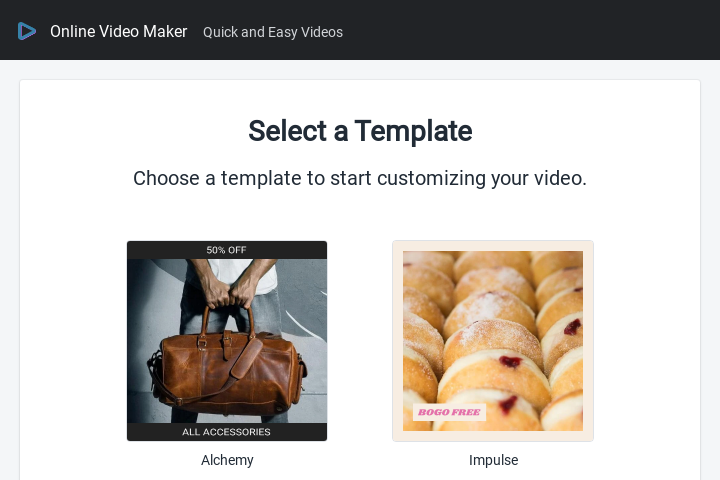 Online Video Maker Quick and Easy Videos
Select a Template
Choose a template to start customizing your video.
50% OFF
ALL ACCESSORIES
Alchemy
BOGO FREE
Impulse